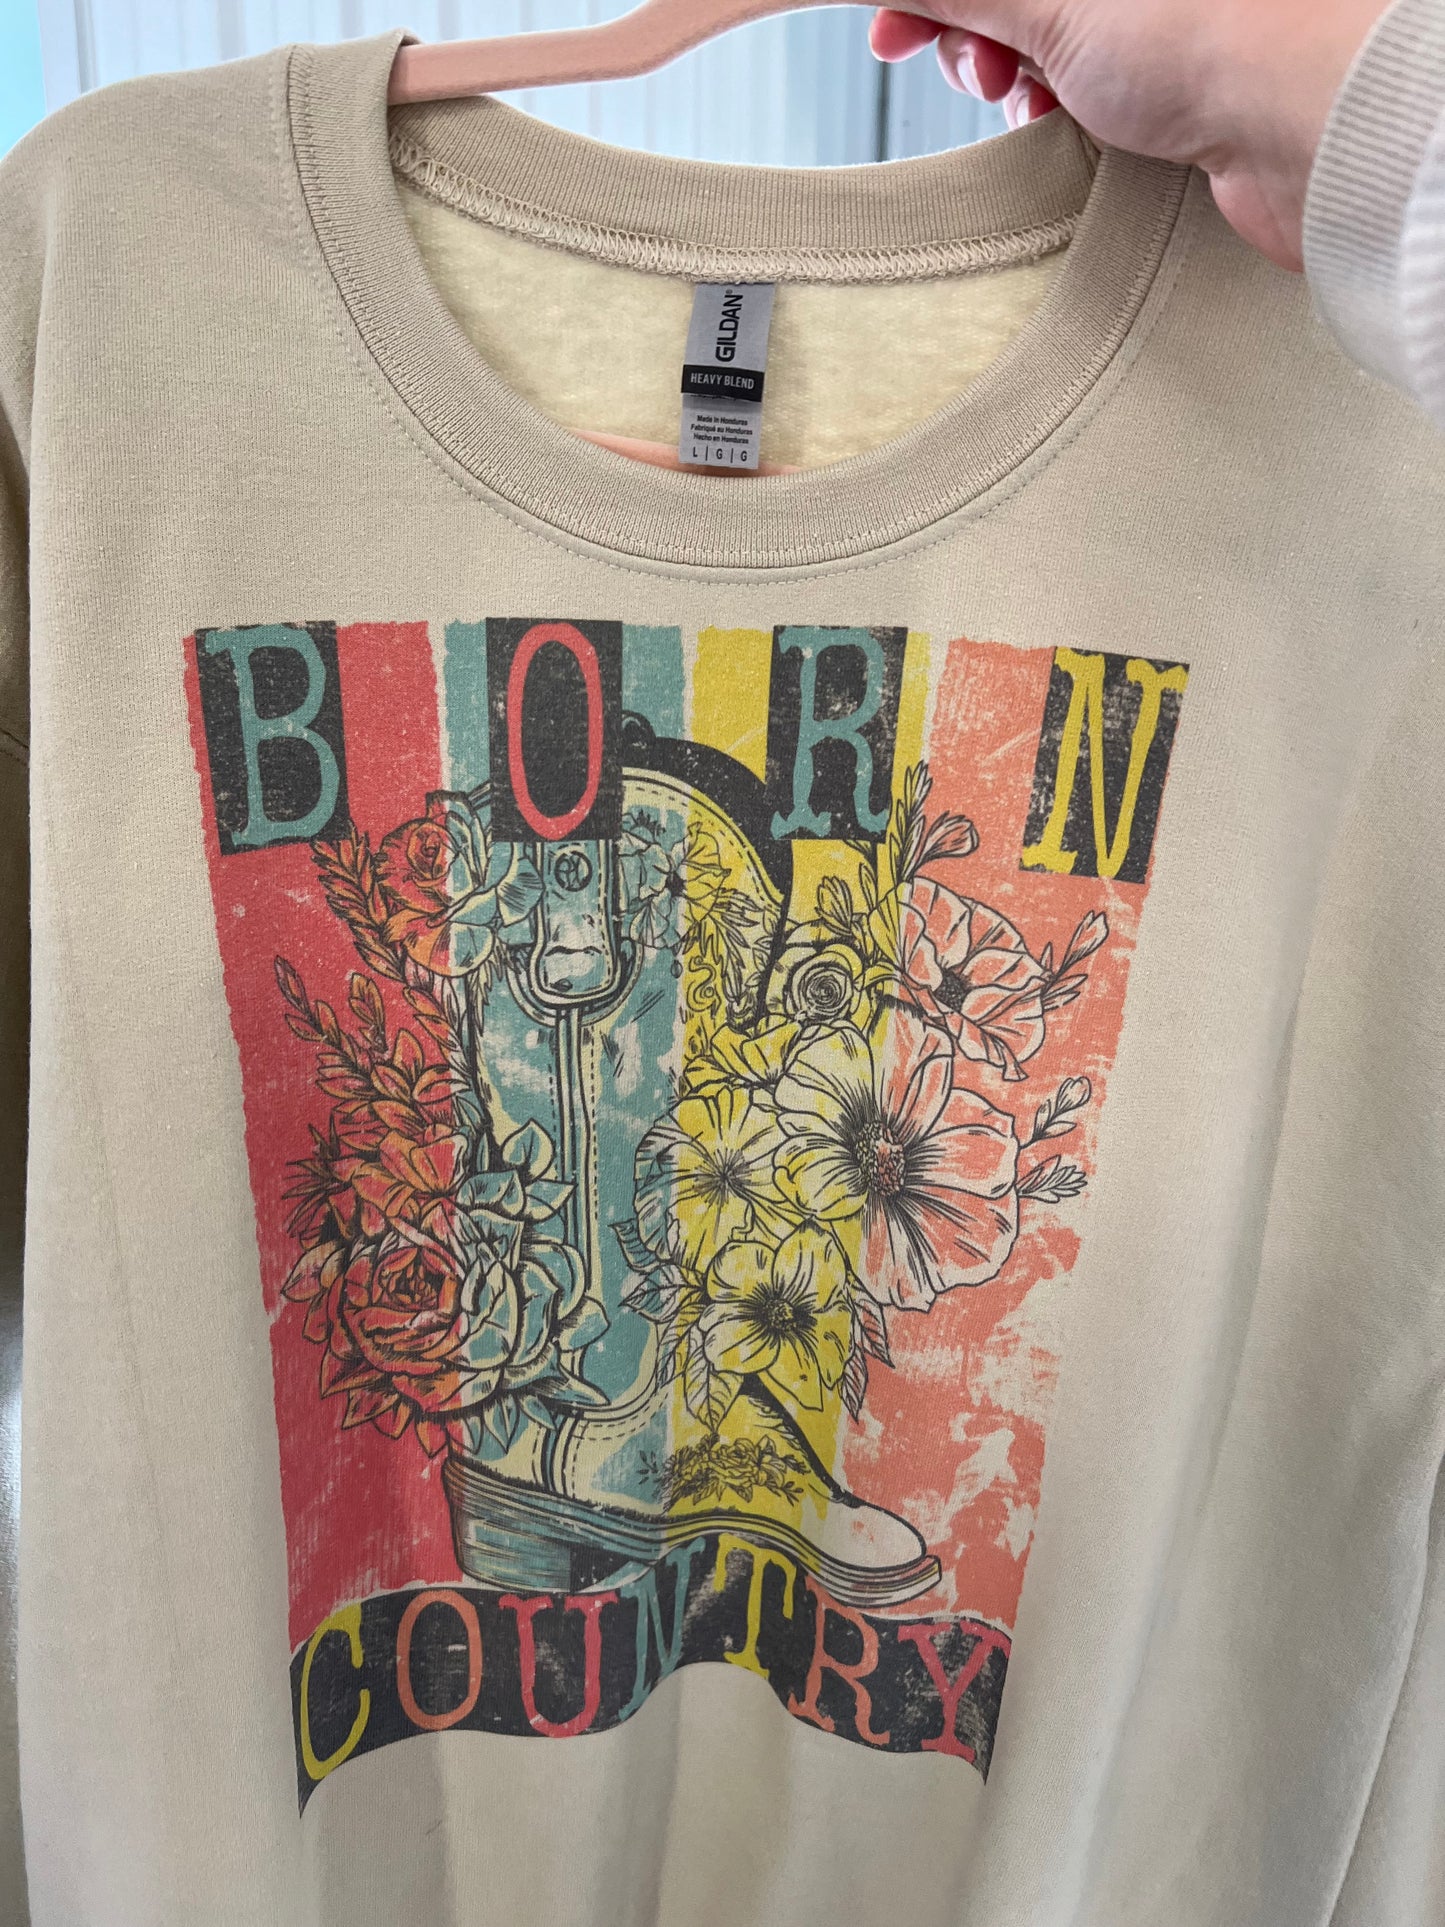 GILDAN®
HEAVY BLEND
Made in Honduras
Fabriqué au Honduras
Hecho en Honduras
L | G | G
BORN
COUNTRY